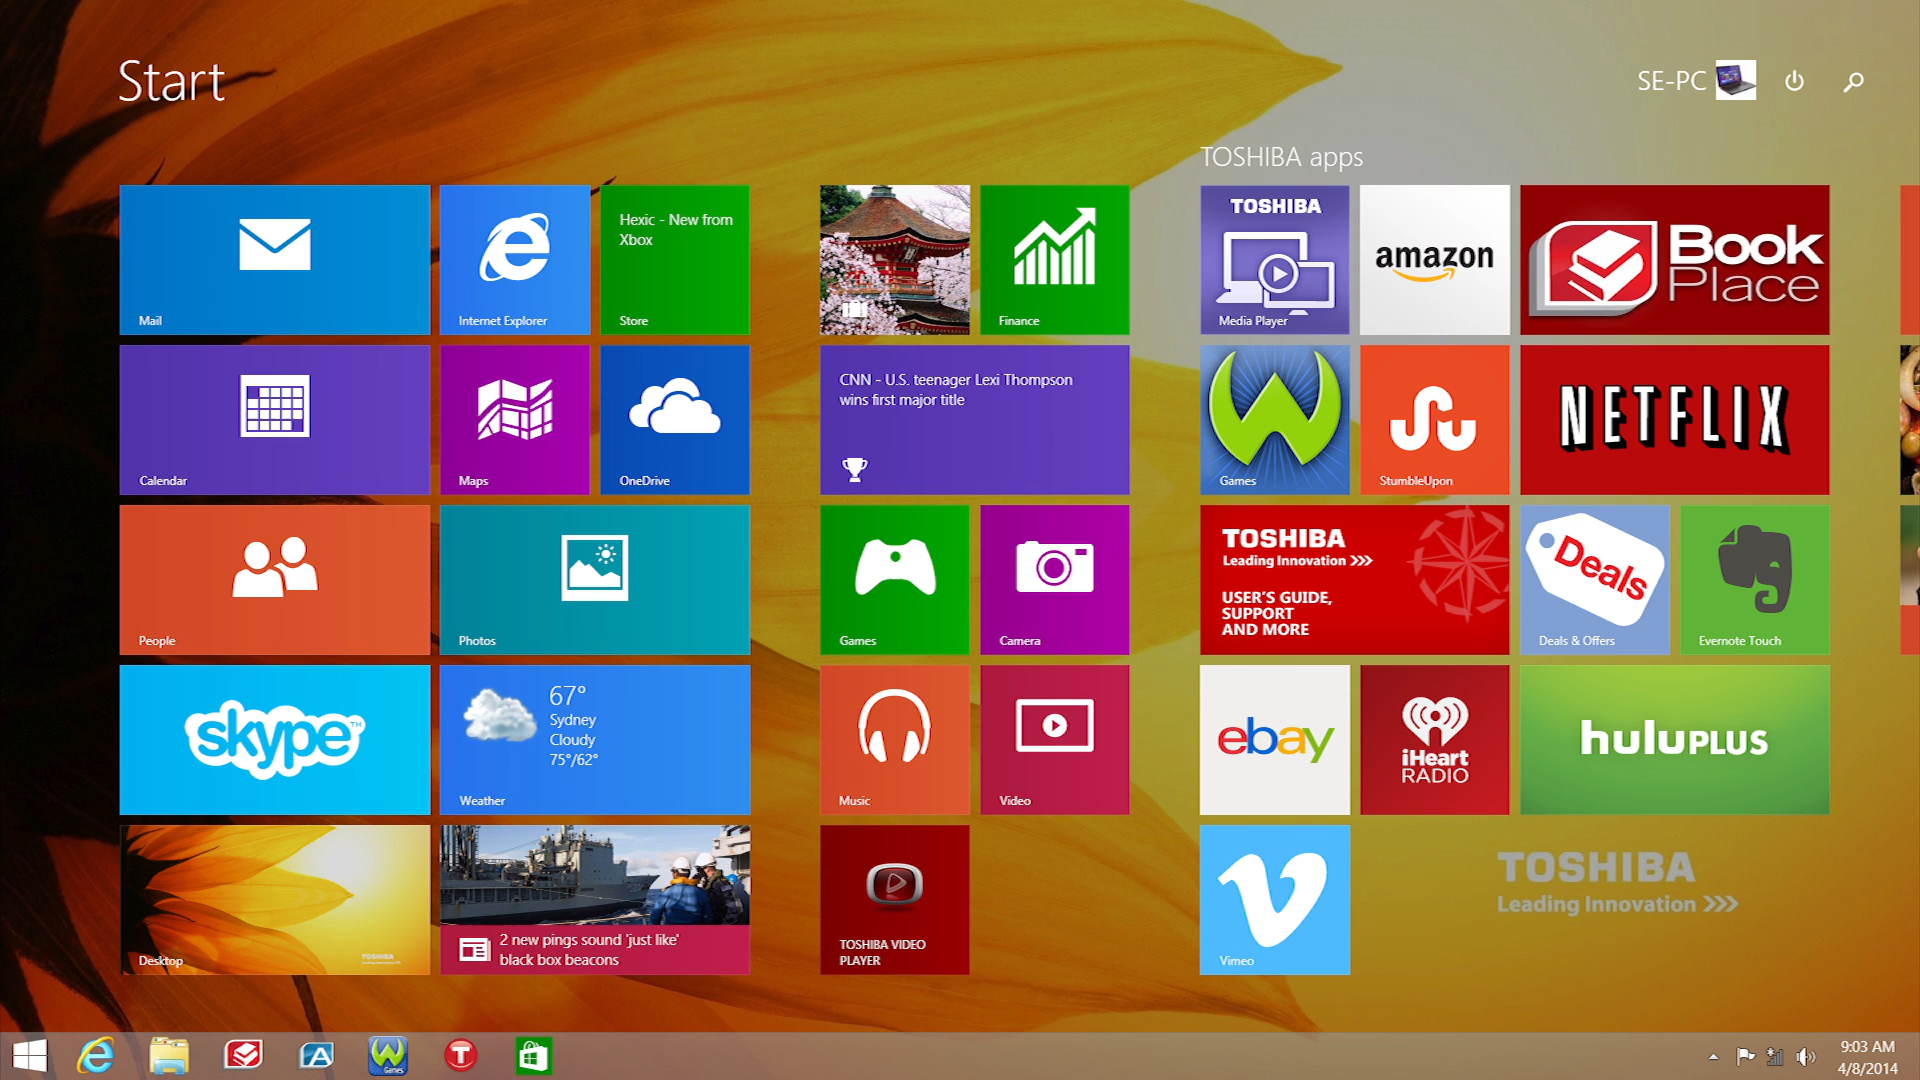 Start
SE-PC
TOSHIBA apps
Mail
Internet Explorer
Hexic - New from
Xbox
Store
Finance
TOSHIBA
Media Player
amazon
Book
Place
Calendar
Maps
OneDrive
CNN - U.S. teenager Lexi Thompson
wins first major title
Games
StumbleUpon
NETFLIX
People
Photos
Games
Camera
TOSHIBA
Leading Innovation >>>
USER'S GUIDE,
SUPPORT
AND MORE
Deals
Deals & Offers
Evernote Touch
skype™
67°
Sydney
Cloudy
75°/62°
Weather
Music
Video
ebay
iHeart
RADIO
huluPLUS
Desktop
TOSHIBA
2 new pings sound 'just like'
black box beacons
TOSHIBA VIDEO
PLAYER
Vimeo
TOSHIBA
Leading Innovation >>>
Games
9:03 AM
4/8/2014